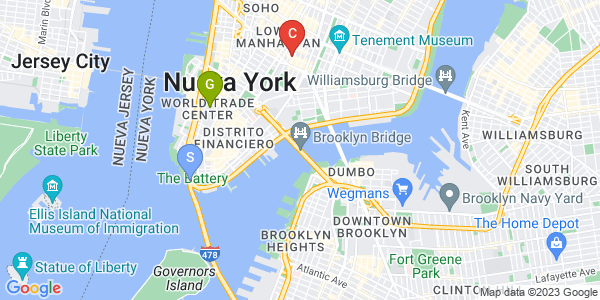 SOHO
LOWER
MANHATTAN
C
Tenement Museum
Marin Blvd
Jersey City
Nueva York
G
WORLD TRADE
CENTER
Williamsburg Bridge
Kent Ave
NUEVA JERSEY
NUEVA YORK
Liberty
State Park
DISTRITO
FINANCIERO
Brooklyn Bridge
WILLIAMSBURG
S
The Battery
DUMBO
SOUTH
WILLIAMSBURG
Wegmans
Brooklyn Navy Yard
Ellis Island National
Museum of Immigration
DOWNTOWN
BROOKLYN
The Home Depot
BROOKLYN
HEIGHTS
478
Fort Greene
Park
Lafayette Ave
Statue of Liberty
Governors
Island
Atlantic Ave
CLINTON
Google
Map data ©2023 Google